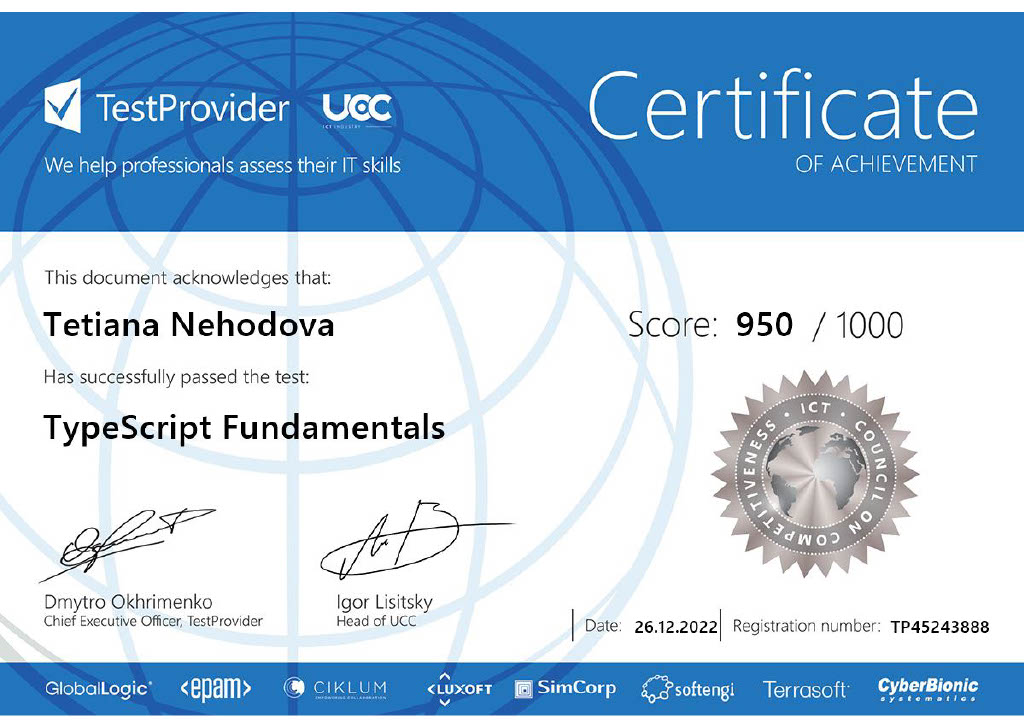 TestProvider
UCC
ICT INDUSTRY
We help professionals assess their IT skills
Certificate
OF ACHIEVEMENT
This document acknowledges that:
Tetiana Nehodova
Score: 950 / 1000
Has successfully passed the test:
TypeScript Fundamentals
ICT · COUNCIL ON COMPETITIVENESS ·
Dmytro Okhrimenko
Chief Executive Officer, TestProvider
Igor Lisitsky
Head of UCC
Date: 26.12.2022
Registration number: TP45243888
GlobalLogic
<epam>
CIKLUM
<LUXOFT
SimCorp
softengi
Terrasoft
CyberBionic
systematics